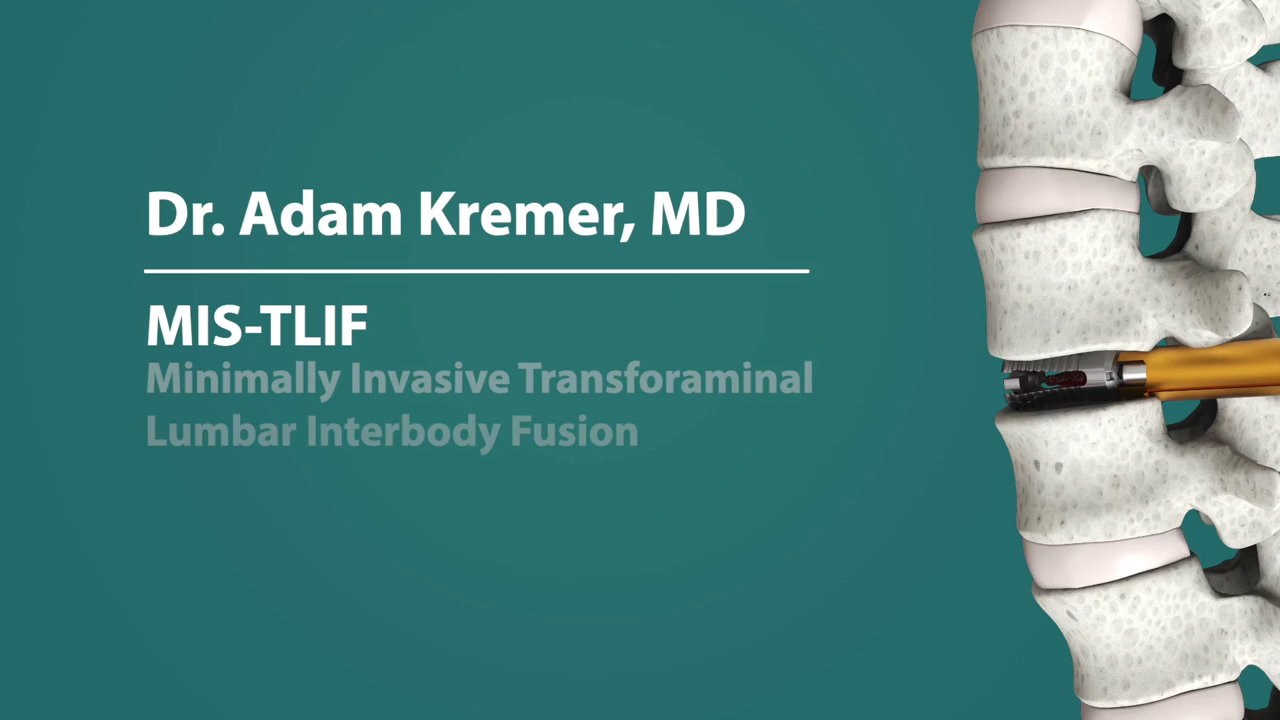 Dr. Adam Kremer, MD
MIS-TLIF
Minimally Invasive Transforaminal
Lumbar Interbody Fusion